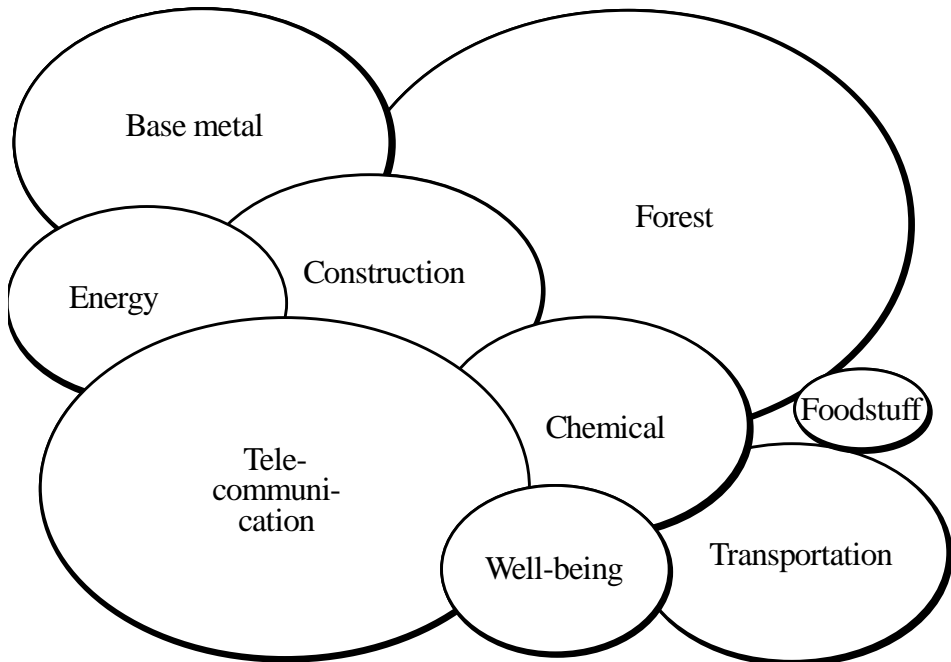 Base metal
Forest
Construction
Energy
Foodstuff
Chemical
Tele-
communi-
cation
Transportation
Well-being